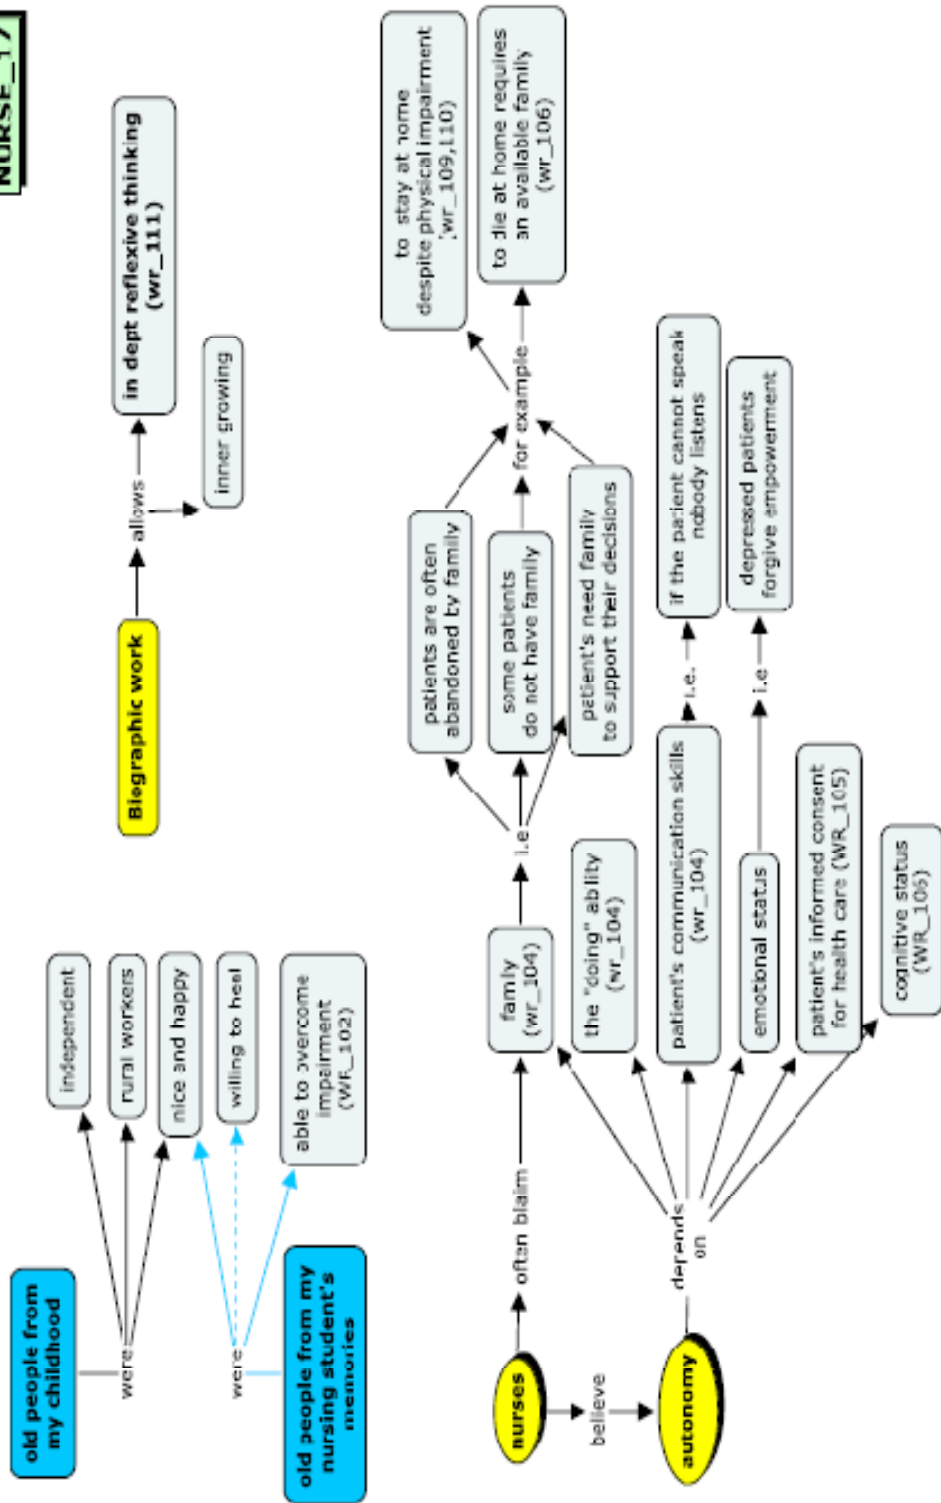 NURSE_17
old people from
my childhood
were
independent
rural workers
nice and happy
willing to
able to overcome
impairment
(WR_102)
were
old people from my
nursing student's
memories
Biographic work
allows
in dept reflexive thinking
(wr_111)
inner growing
nurses
often blaim
family
(wr_104)
i.e
patients are often
abandoned by family
some patients
do not have family
patient's need family
to support their decisions
for example
to stay at home
despite physical impairment
(wr_109,110)
to die at home requires
an available family
(wr_106)
believe
autonomy
depends
on
the "doing" ability
(wr_104)
patient's communication skills
(wr_104)
i.e.
if the patient cannot speak
nobody listens
emotional status
i.e
depressed patients
forgive empowerment
patient's informed consent
for health care (WR_105)
cognitive status
(WR_106)